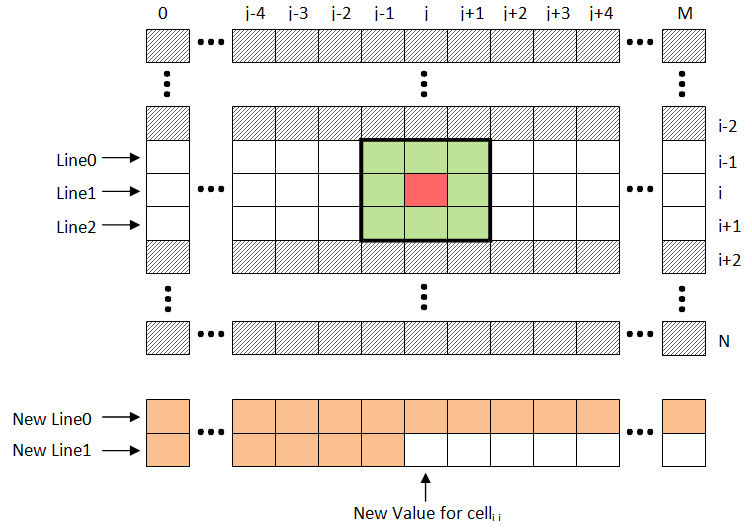 0 j-4 j-3 j-2 j-1 j j+1 j+2 j+3 j+4 M
i-2
Line0 i-1
Line1 i
Line2 i+1
i+2
N
New Line0
New Line1
New Value for cell i j